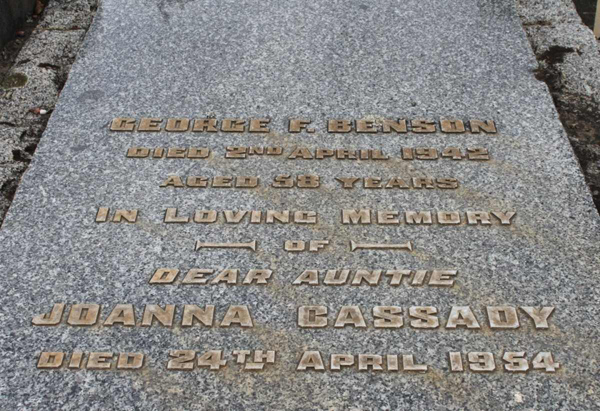 GEORGE F. BENSON
DIED 2ND APRIL 1942
AGED 58 YEARS
IN LOVING MEMORY
OF
DEAR AUNTIE
JOANNA CASSADY
DIED 24TH APRIL 1954